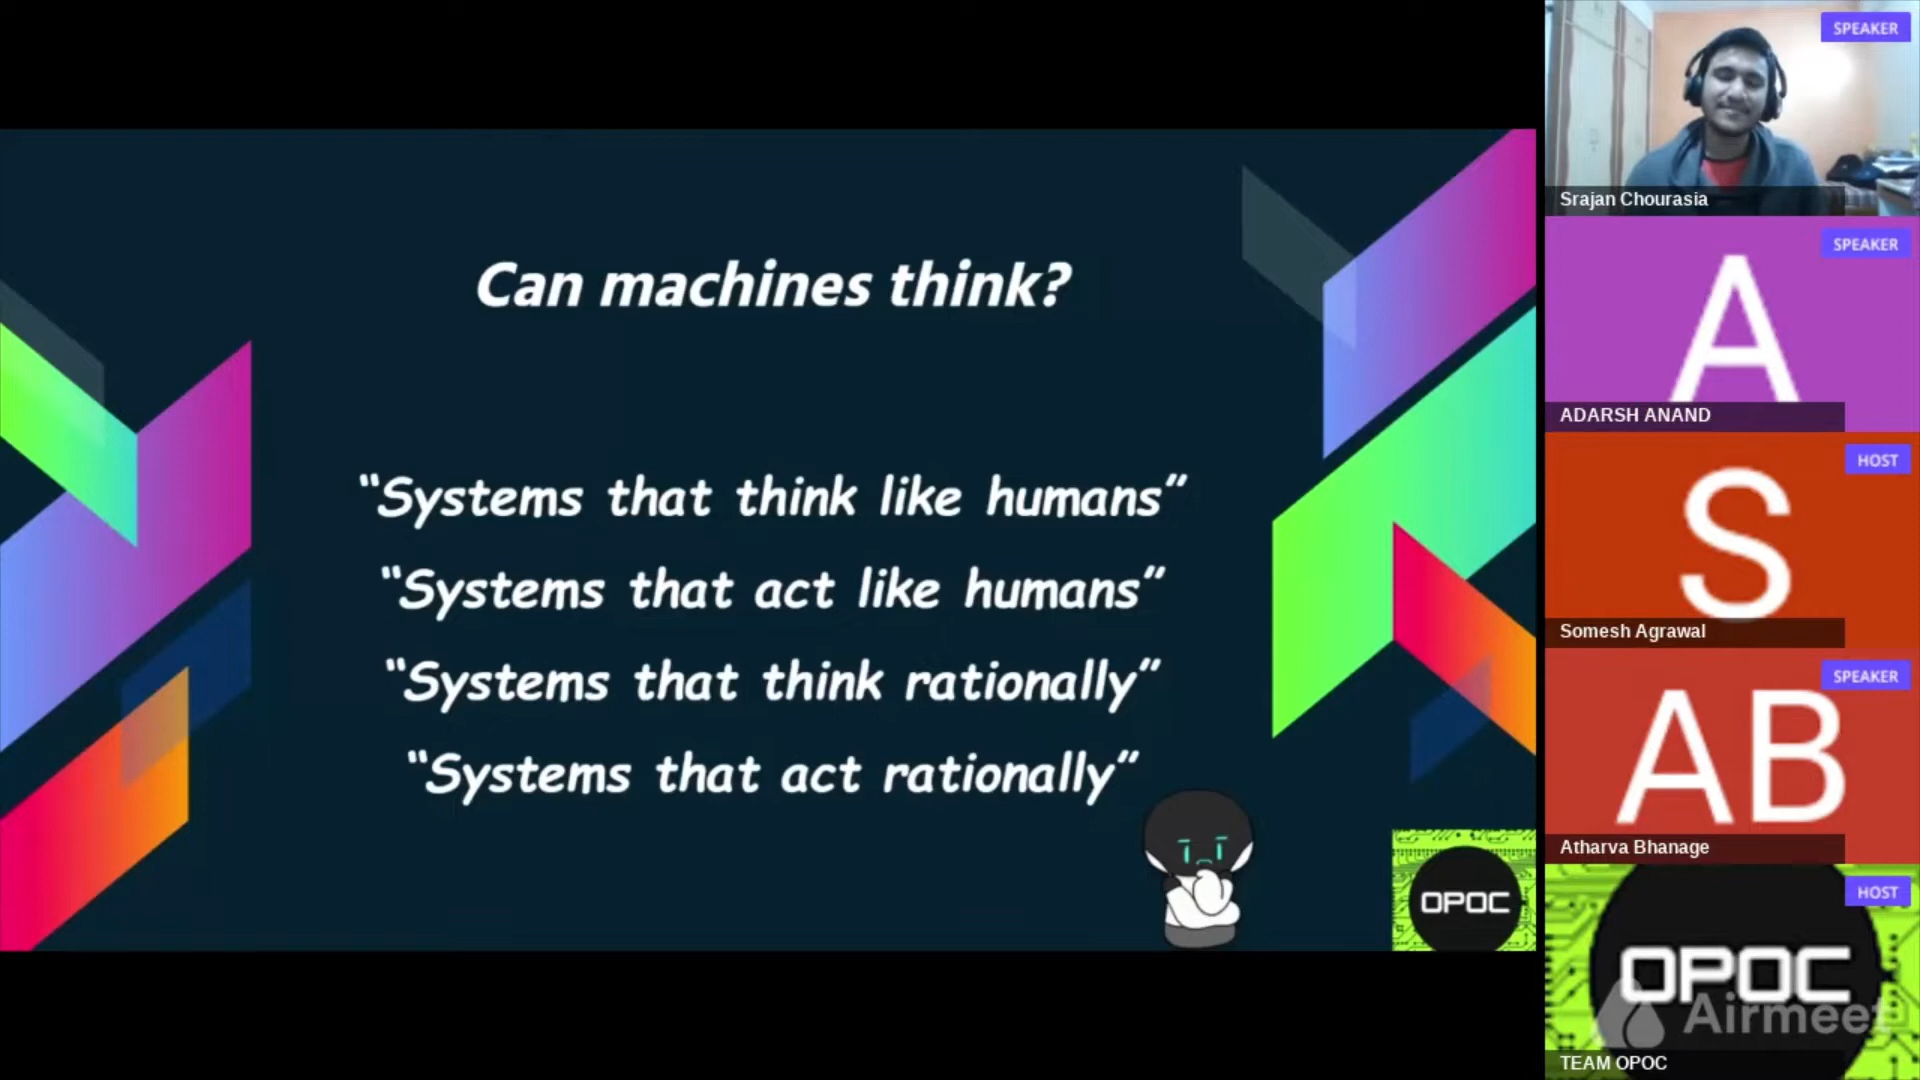 Can machines think?
“Systems that think like humans”
“Systems that act like humans”
“Systems that think rationally”
“Systems that act rationally”
OPOC
SPEAKER
Srajan Chourasia
SPEAKER
A
ADARSH ANAND
HOST
S
Somesh Agrawal
SPEAKER
AB
Atharva Bhanage
HOST
OPOC
Airmeet
TEAM OPOC